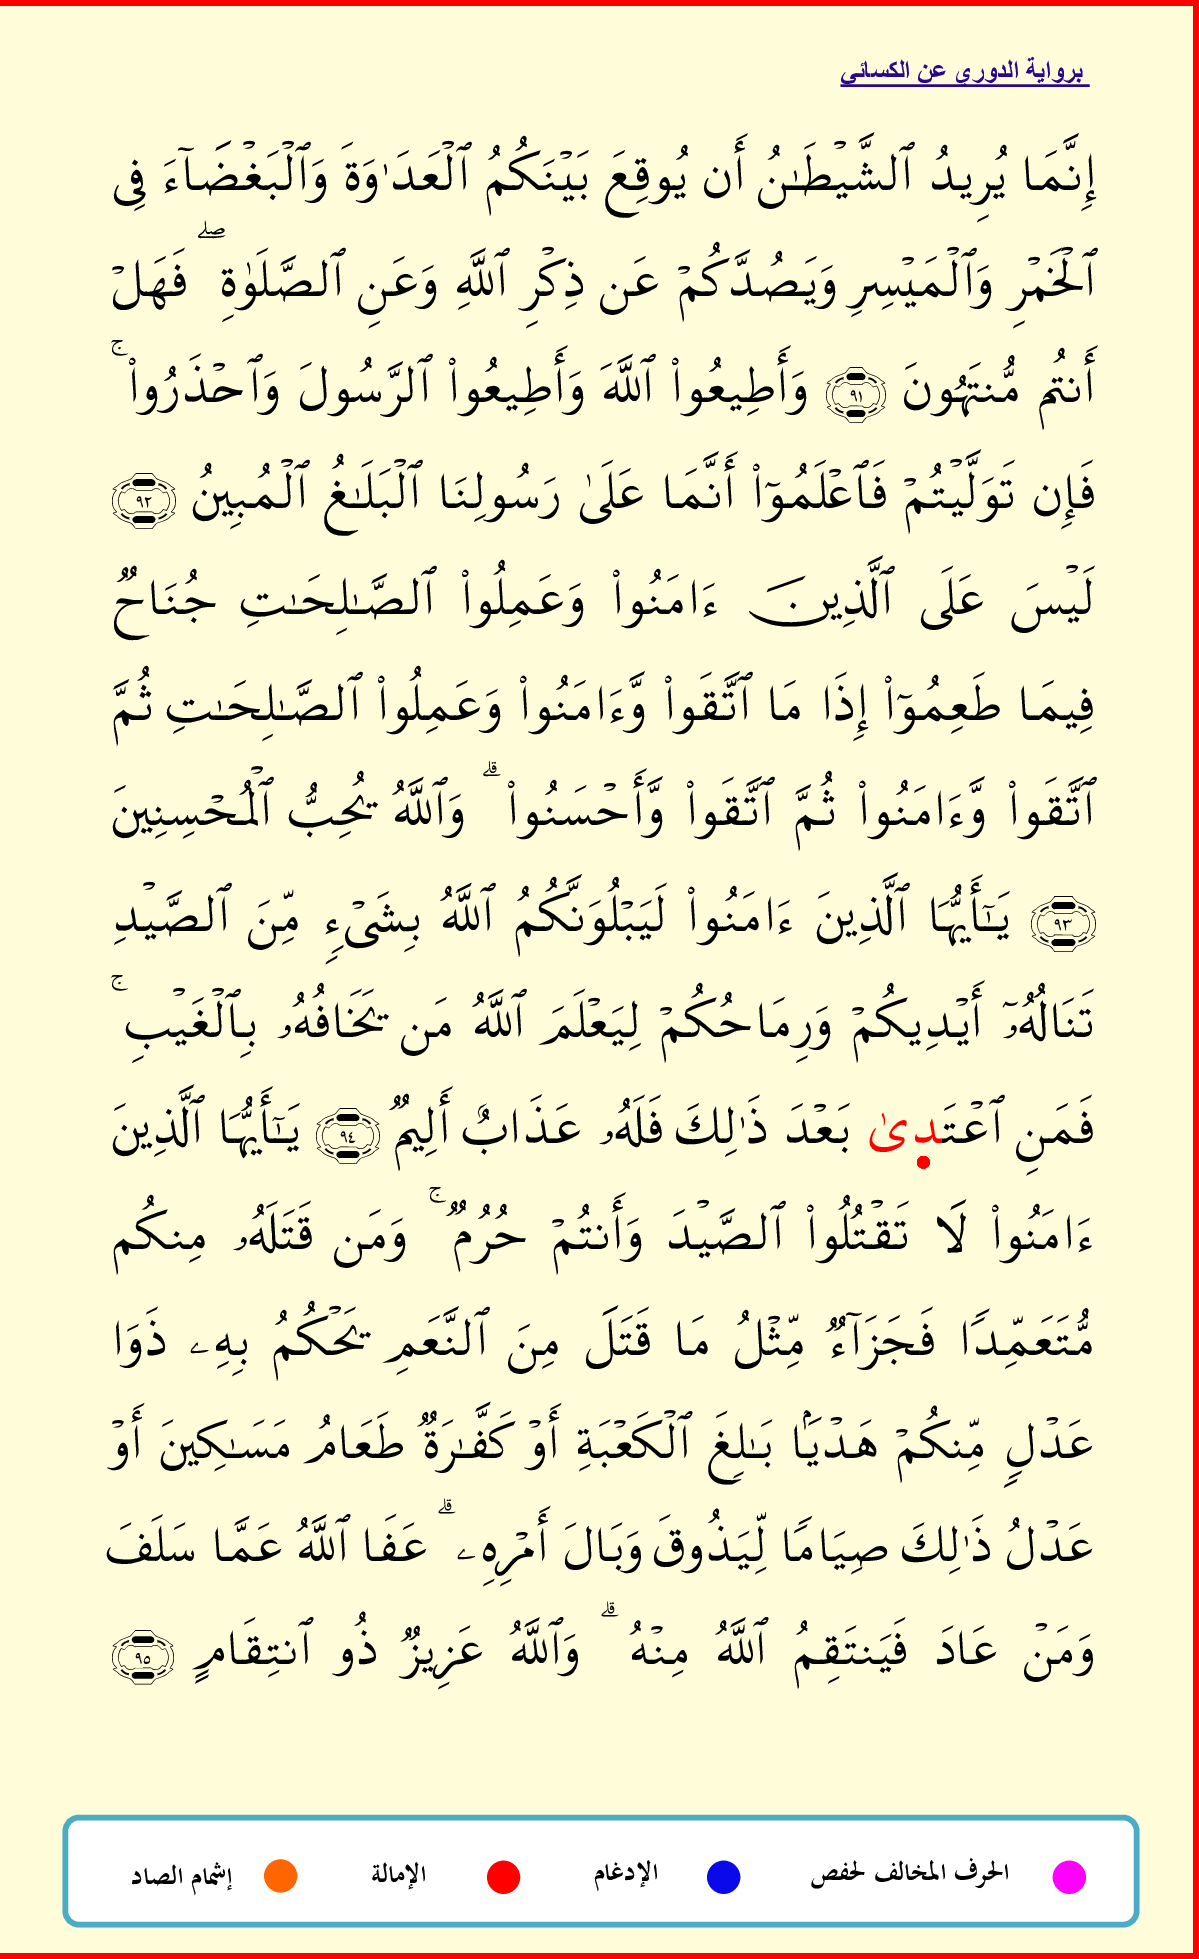 برواية الدوري عن الكسائي
إِنَّمَا يُرِيدُ ٱلشَّيْطَـٰنُ أَن يُوقِعَ بَيْنَكُمُ ٱلْعَدَٰوَةَ وَٱلْبَغْضَآءَ فِى
ٱلْخَمْرِ وَٱلْمَيْسِرِ وَيَصُدَّكُمْ عَن ذِكْرِ ٱللَّهِ وَعَنِ ٱلصَّلَوٰةِ ۖ فَهَلْ
أَنتُم مُّنتَهُونَ ٩١ وَأَطِيعُوا۟ ٱللَّهَ وَأَطِيعُوا۟ ٱلرَّسُولَ وَٱحْذَرُوا۟ ۚ
فَإِن تَوَلَّيْتُمْ فَٱعْلَمُوٓا۟ أَنَّمَا عَلَىٰ رَسُولِنَا ٱلْبَلَـٰغُ ٱلْمُبِينُ ٩٢
لَيْسَ عَلَى ٱلَّذِينَ ءَامَنُوا۟ وَعَمِلُوا۟ ٱلصَّـٰلِحَـٰتِ جُنَاحٌ
فِيمَا طَعِمُوٓا۟ إِذَا مَا ٱتَّقَوا۟ وَّءَامَنُوا۟ وَعَمِلُوا۟ ٱلصَّـٰلِحَـٰتِ ثُمَّ
ٱتَّقَوا۟ وَّءَامَنُوا۟ ثُمَّ ٱتَّقَوا۟ وَّأَحْسَنُوا۟ ۗ وَٱللَّهُ يُحِبُّ ٱلْمُحْسِنِينَ
٩٣ يَـٰٓأَيُّهَا ٱلَّذِينَ ءَامَنُوا۟ لَيَبْلُوَنَّكُمُ ٱللَّهُ بِشَىْءٍ مِّنَ ٱلصَّيْدِ
تَنَالُهُۥٓ أَيْدِيكُمْ وَرِمَاحُكُمْ لِيَعْلَمَ ٱللَّهُ مَن يَخَافُهُۥ بِٱلْغَيْبِ ۚ
فَمَنِ ٱعْتَدِىٰ بَعْدَ ذَٰلِكَ فَلَهُۥ عَذَابٌ أَلِيمٌ ٩٤ يَـٰٓأَيُّهَا ٱلَّذِينَ
ءَامَنُوا۟ لَا تَقْتُلُوا۟ ٱلصَّيْدَ وَأَنتُمْ حُرُمٌ ۚ وَمَن قَتَلَهُۥ مِنكُم
مُّتَعَمِّدًا فَجَزَآءٌ مِّثْلُ مَا قَتَلَ مِنَ ٱلنَّعَمِ يَحْكُمُ بِهِۦ ذَوَا
عَدْلٍ مِّنكُمْ هَدْيَۢا بَـٰلِغَ ٱلْكَعْبَةِ أَوْ كَفَّـٰرَةٌ طَعَامُ مَسَـٰكِينَ أَوْ
عَدْلُ ذَٰلِكَ صِيَامًا لِّيَذُوقَ وَبَالَ أَمْرِهِۦ ۗ عَفَا ٱللَّهُ عَمَّا سَلَفَ
وَمَنْ عَادَ فَيَنتَقِمُ ٱللَّهُ مِنْهُ ۗ وَٱللَّهُ عَزِيزٌ ذُو ٱنتِقَامٍ ٩٥
الحرف المخالف لحفص الإدغام الإمالة إشمام الصاد